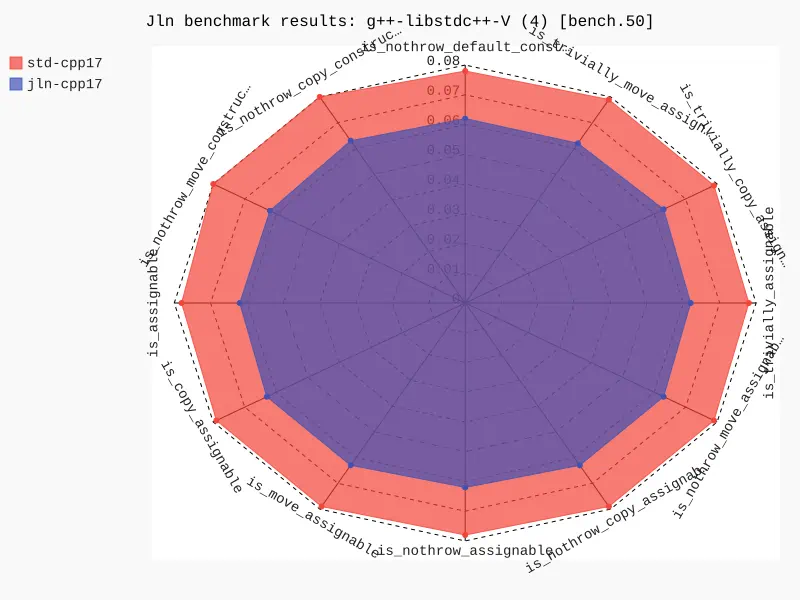 Jln benchmark results: g++-libstdc++-V (4) [bench.50]
std-cpp17
jln-cpp17
is_nothrow_default_const…
is_trivially_move_assign…
is_trivially_copy_assign…
is_trivially_assignable
is_nothrow_move_assignab…
is_nothrow_copy_assignab…
is_nothrow_assignable
is_move_assignable
is_copy_assignable
is_assignable
is_nothrow_move_construc…
is_nothrow_copy_construc…
0.08
0.07
0.06
0.05
0.04
0.03
0.02
0.01
0